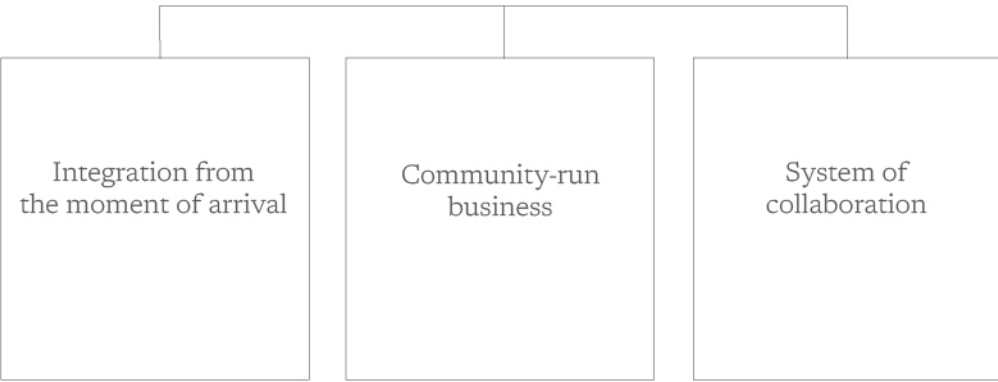 Integration from
the moment of arrival
Community-run
business
System of
collaboration